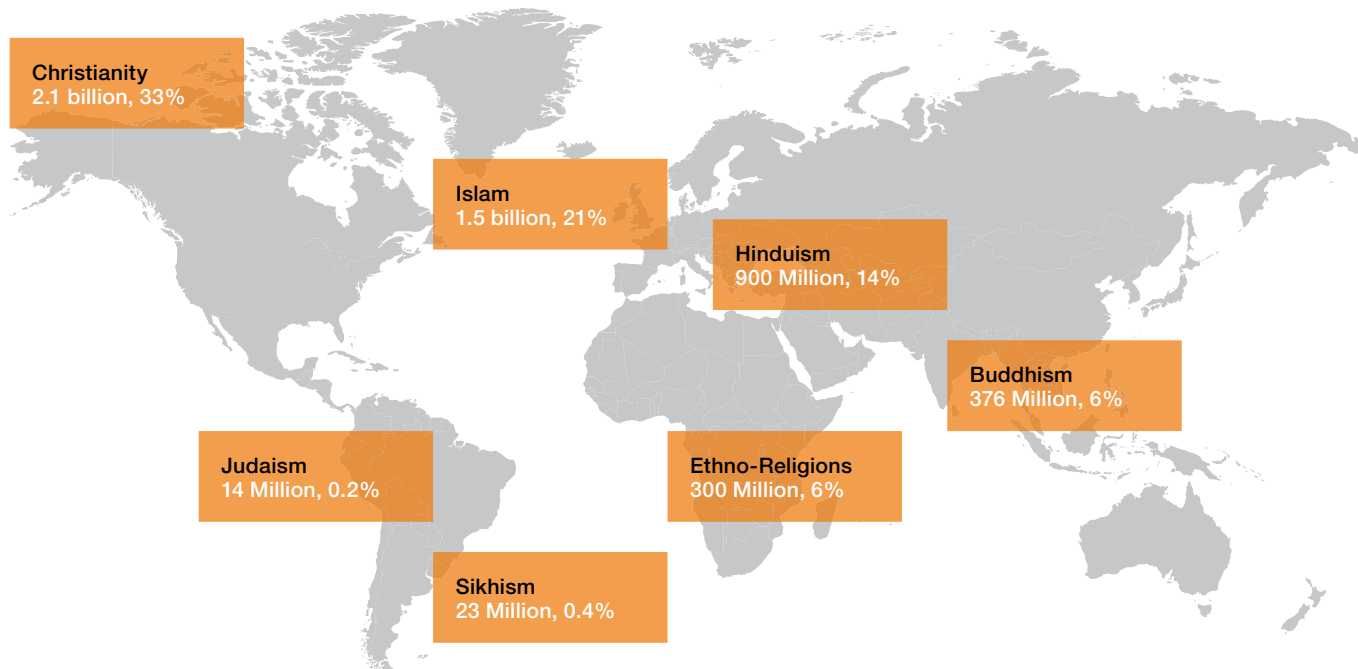 Christianity
2.1 billion, 33%
Islam
1.5 billion, 21%
Hinduism
900 Million, 14%
Buddhism
376 Million, 6%
Judaism
14 Million, 0.2%
Ethno-Religions
300 Million, 6%
Sikhism
23 Million, 0.4%